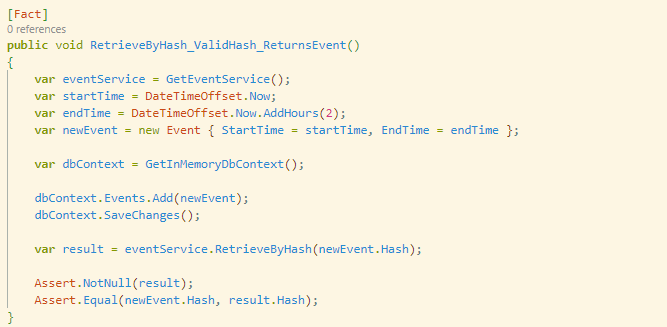 [Fact]
0 references
public void RetrieveByHash_ValidHash_ReturnsEvent()
{
    var eventService = GetEventService();
    var startTime = DateTimeOffset.Now;
    var endTime = DateTimeOffset.Now.AddHours(2);
    var newEvent = new Event { StartTime = startTime, EndTime = endTime };

    var dbContext = GetInMemoryDbContext();

    dbContext.Events.Add(newEvent);
    dbContext.SaveChanges();

    var result = eventService.RetrieveByHash(newEvent.Hash);

    Assert.NotNull(result);
    Assert.Equal(newEvent.Hash, result.Hash);
}